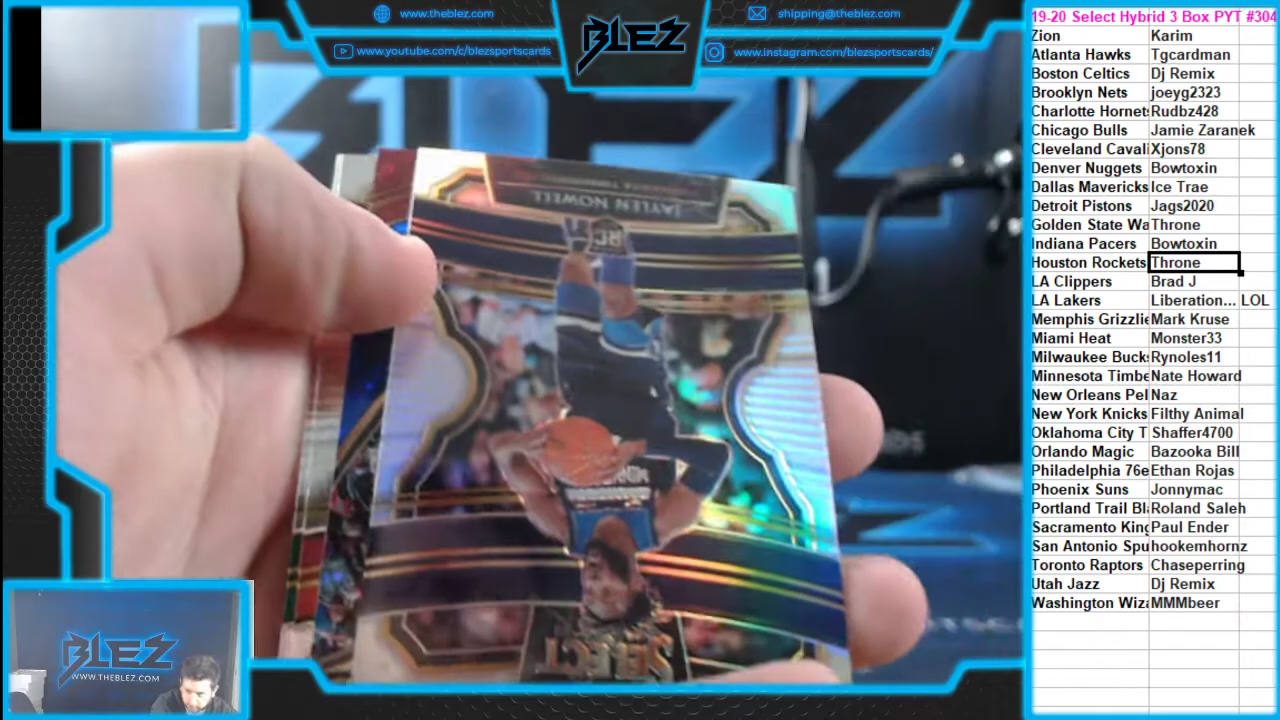 www.theblez.com
www.youtube.com/c/blezsportscards
BLEZ
shipping@theblez.com
www.instagram.com/blezsportscards/
19-20 Select Hybrid 3 Box PYT #304
Zion Karim
Atlanta Hawks Tgcardman
Boston Celtics Dj Remix
Brooklyn Nets joeyg2323
Charlotte Hornets Rudbz428
Chicago Bulls Jamie Zaranek
Cleveland Caval Xjons78
Denver Nuggets Bowtoxin
Dallas Mavericks Ice Trae
Detroit Pistons Jags2020
Golden State Wa Throne
Indiana Pacers Bowtoxin
Houston Rockets Throne
LA Clippers Brad J
LA Lakers Liberation... LOL
Memphis Grizzlie Mark Kruse
Miami Heat Monster33
Milwaukee Buck Rynoles11
Minnesota Timbe Nate Howard
New Orleans Pel Naz
New York Knicks Filthy Animal
Oklahoma City T Shaffer4700
Orlando Magic Bazooka Bill
Philadelphia 76e Ethan Rojas
Phoenix Suns Jonnymac
Portland Trail Bl Roland Saleh
Sacramento King Paul Ender
San Antonio Spu hookemhornz
Toronto Raptors Chaseperring
Utah Jazz Dj Remix
Washington Wiza MMMbeer
JAYLEN NOWELL
RC
SELECT
BLEZ
WWW.THEBLEZ.COM